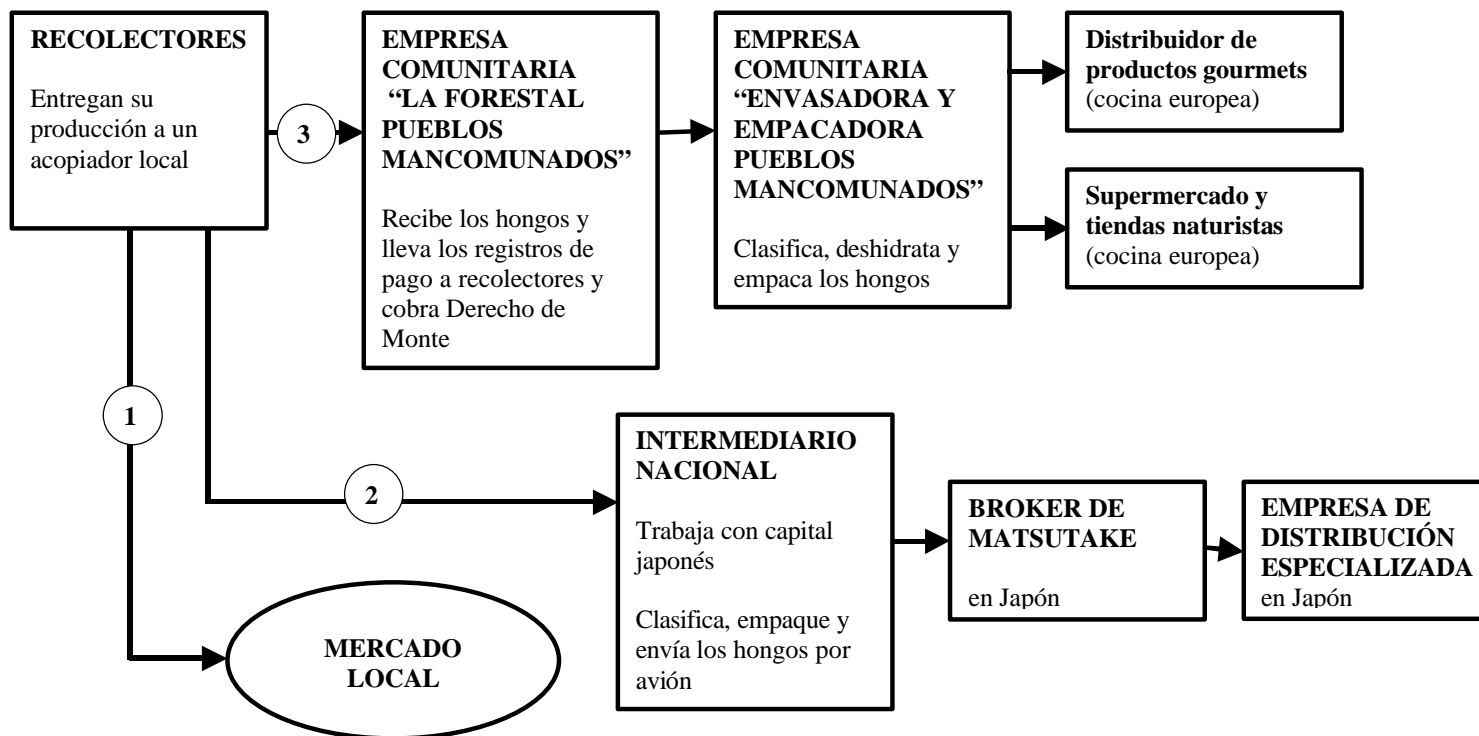 RECOLECTORES
Entregan su
producción a un
acopiador local
3
EMPRESA
COMUNITARIA
“LA FORESTAL
PUEBLOS
MANCOMUNADOS”
Recibe los hongos y
lleva los registros de
pago a recolectores y
cobra Derecho de
Monte
EMPRESA
COMUNITARIA
“ENVASADORA Y
EMPACADORA
PUEBLOS
MANCOMUNADOS”
Clasifica, deshidrata y
empaca los hongos
Distribuidor de
productos gourmets
(cocina europea)
Supermercado y
tiendas naturistas
(cocina europea)
1
2
MERCADO
LOCAL
INTERMEDIARIO
NACIONAL
Trabaja con capital
japonés
Clasifica, empaque y
envía los hongos por
avión
BROKER DE
MATSUTAKE
en Japón
EMPRESA DE
DISTRIBUCIÓN
ESPECIALIZADA
en Japón